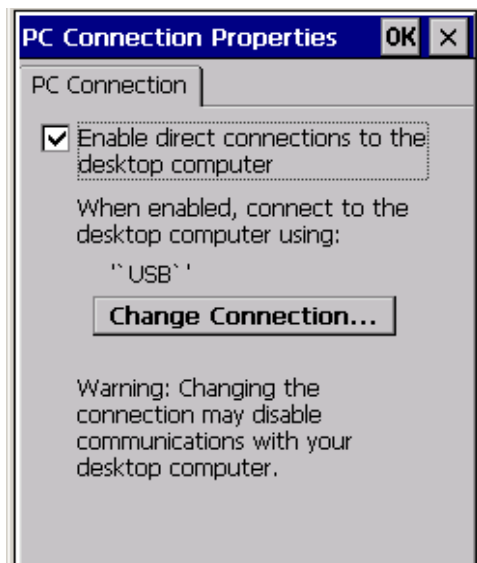 PC Connection Properties OK ×
PC Connection
Enable direct connections to the
desktop computer
When enabled, connect to the
desktop computer using:
'`USB`'
Change Connection...
Warning: Changing the
connection may disable
communications with your
desktop computer.